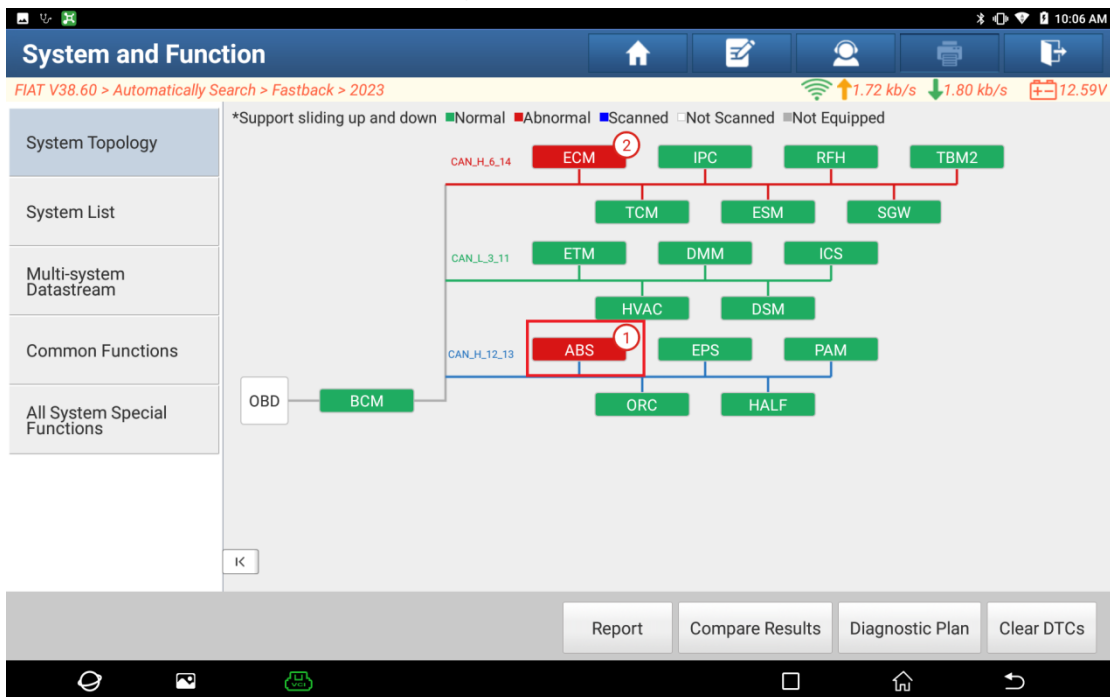 10:06 AM
System and Function
FIAT V38.60 > Automatically Search > Fastback > 2023
1.72 kb/s 1.80 kb/s 12.59V
System Topology
System List
Multi-system
Datastream
Common Functions
All System Special
Functions
*Support sliding up and down Normal Abnormal Scanned Not Scanned Not Equipped
CAN_H_6_14 ECM 2 IPC RFH TBM2
TCM ESM SGW
CAN_L_3_11 ETM DMM ICS
HVAC DSM
CAN_H_12_13 ABS 1 EPS PAM
OBD BCM ORC HALF
Report Compare Results Diagnostic Plan Clear DTCs
VCI